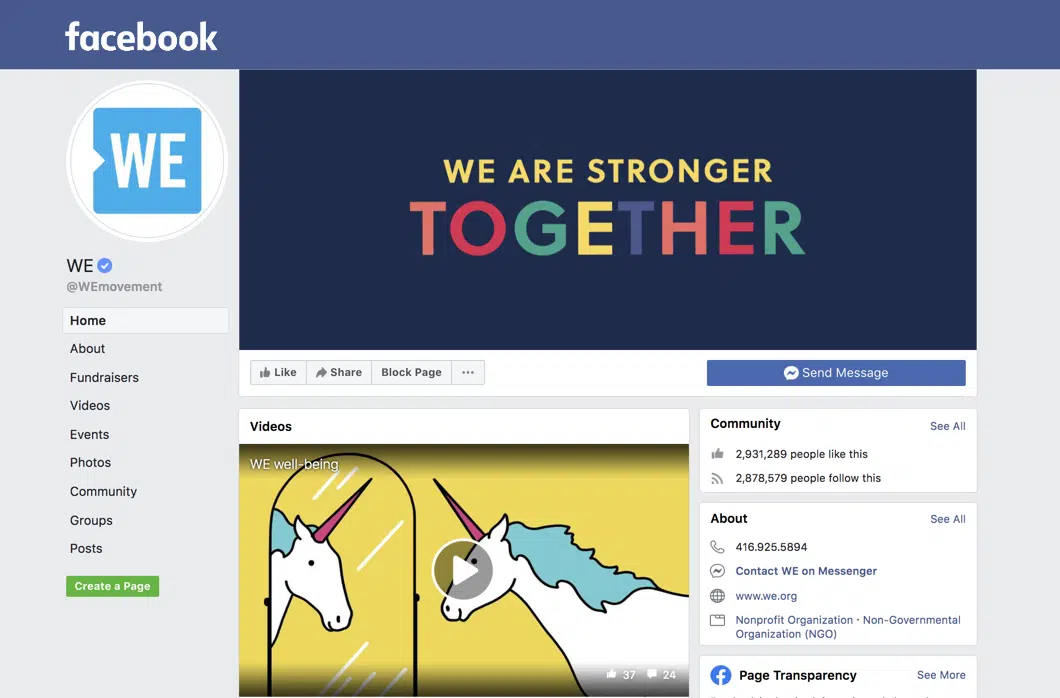 facebook
WE
WE
@WEmovement
Home
About
Fundraisers
Videos
Events
Photos
Community
Groups
Posts
Create a Page
WE ARE STRONGER
TOGETHER
Like
Share
Block Page
Send Message
Videos
WE well-being
37
24
Community
See All
2,931,289 people like this
2,878,579 people follow this
About
See All
416.925.5894
Contact WE on Messenger
www.we.org
Nonprofit Organization · Non-Governmental
Organization (NGO)
Page Transparency
See More